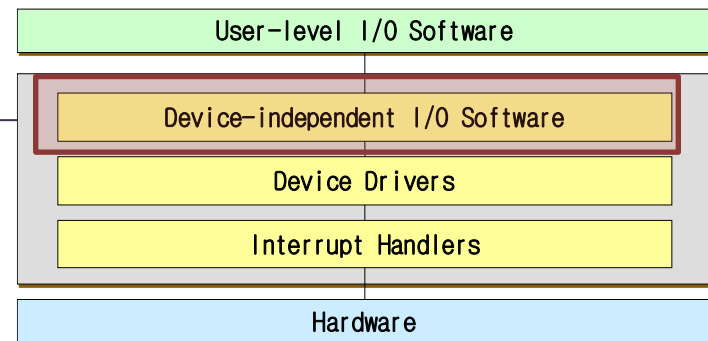 User-level I/O Software
Device-independent I/O Software
Device Drivers
Interrupt Handlers
Hardware